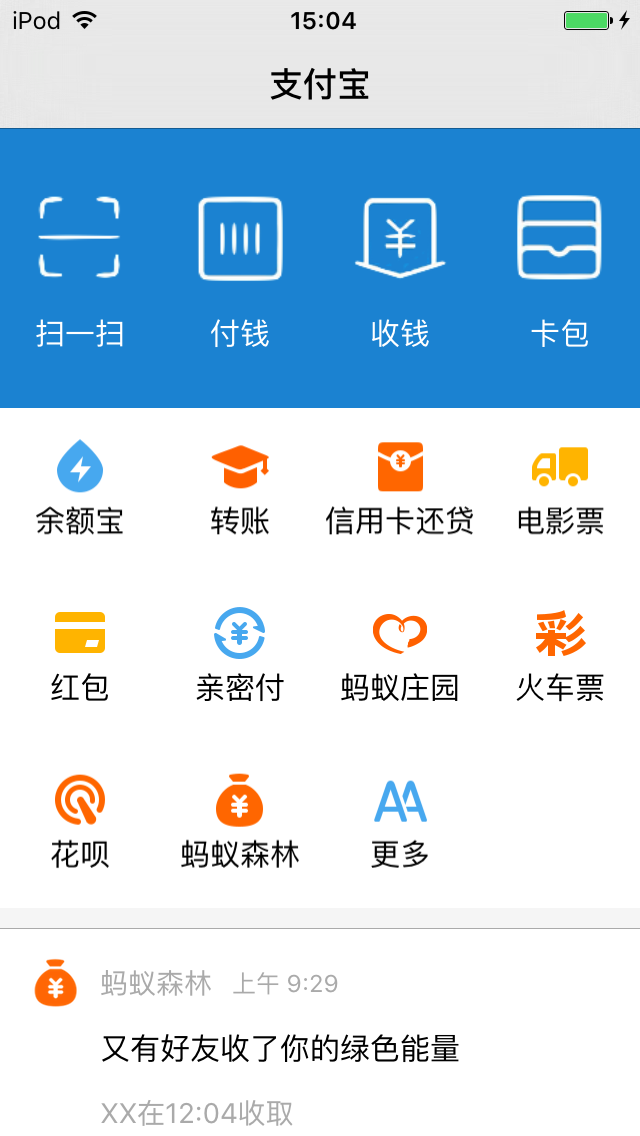 iPod 15:04
支付宝
扫一扫 付钱 收钱 卡包
余额宝 转账 信用卡还贷 电影票
彩
红包 亲密付 蚂蚁庄园 火车票
花呗 蚂蚁森林 更多
蚂蚁森林 上午 9:29
又有好友收了你的绿色能量
XX在12:04收取